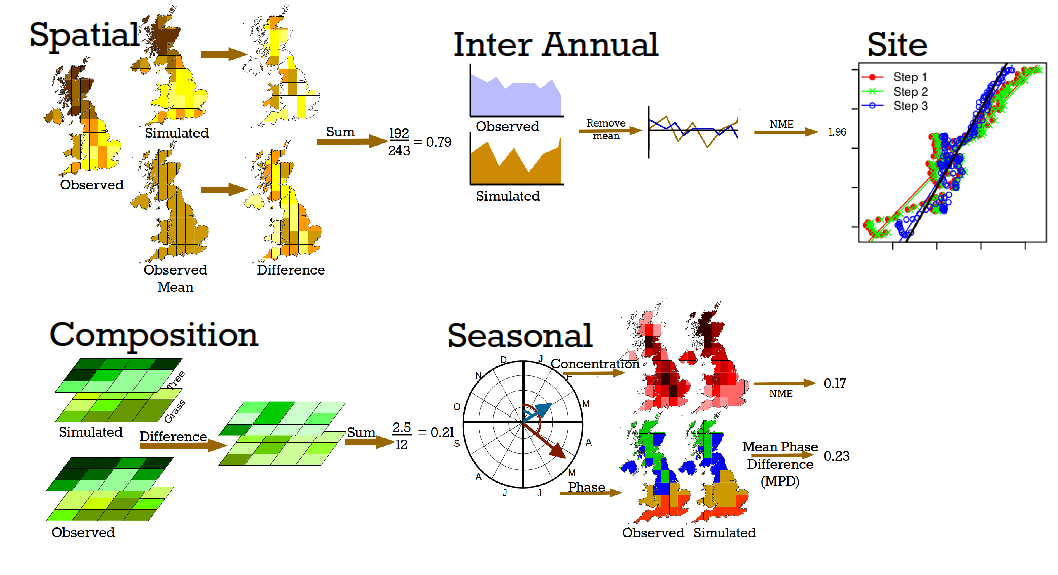 Spatial
Observed
Simulated
Observed
Mean
Difference
Sum
192
243
= 0.79
Inter Annual
Observed
Simulated
Remove
mean
NME
1.96
Site
Step 1
Step 2
Step 3
Composition
Tree
Grass
Simulated
Difference
Observed
Sum
2.5
12
= 0.21
Seasonal
D
J
F
M
A
M
J
J
A
S
O
N
Concentration
Phase
Observed
Simulated
NME
0.17
Mean Phase
Difference
(MPD)
0.23